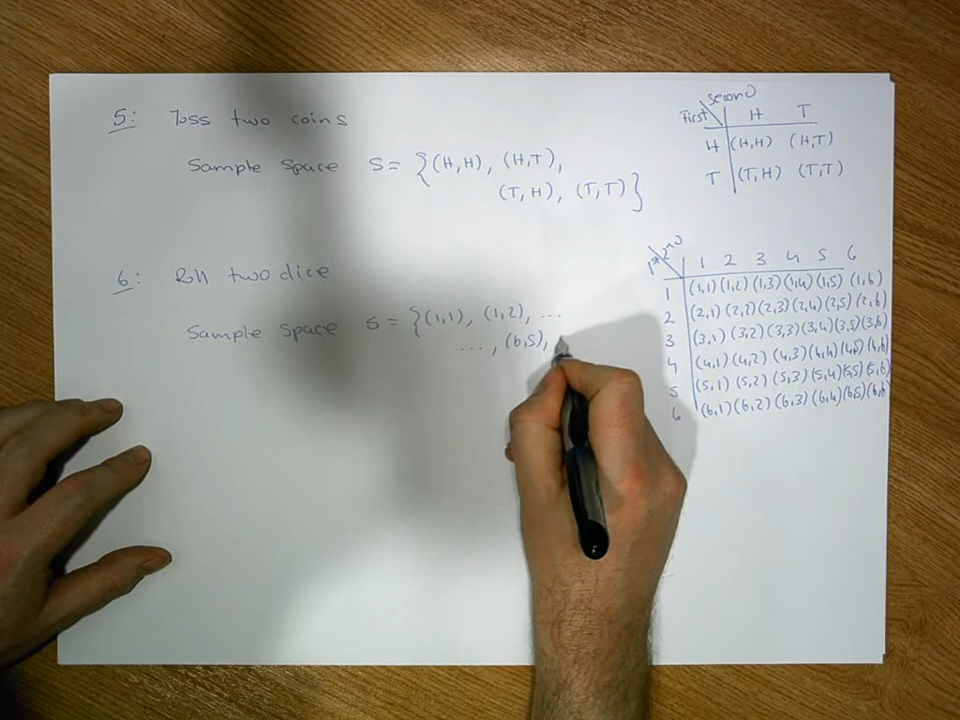 5: Toss two coins
Sample space S = {(H,H), (H,T),
(T,H), (T,T)}
First \ Second H T
H (H,H) (H,T)
T (T,H) (T,T)
6: Roll two dice
Sample space S = {(1,1), (1,2), ...
..., (6,5),
1st \ 2nd 1 2 3 4 5 6
1 (1,1) (1,2) (1,3) (1,4) (1,5) (1,6)
2 (2,1) (2,2) (2,3) (2,4) (2,5) (2,6)
3 (3,1) (3,2) (3,3) (3,4) (3,5) (3,6)
4 (4,1) (4,2) (4,3) (4,4) (4,5) (4,6)
5 (5,1) (5,2) (5,3) (5,4) (5,5) (5,6)
6 (6,1) (6,2) (6,3) (6,4) (6,5) (6,6)